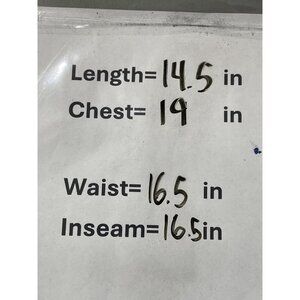 Length= 14.5 in
Chest= 19 in
Waist= 16.5 in
Inseam= 16.5in